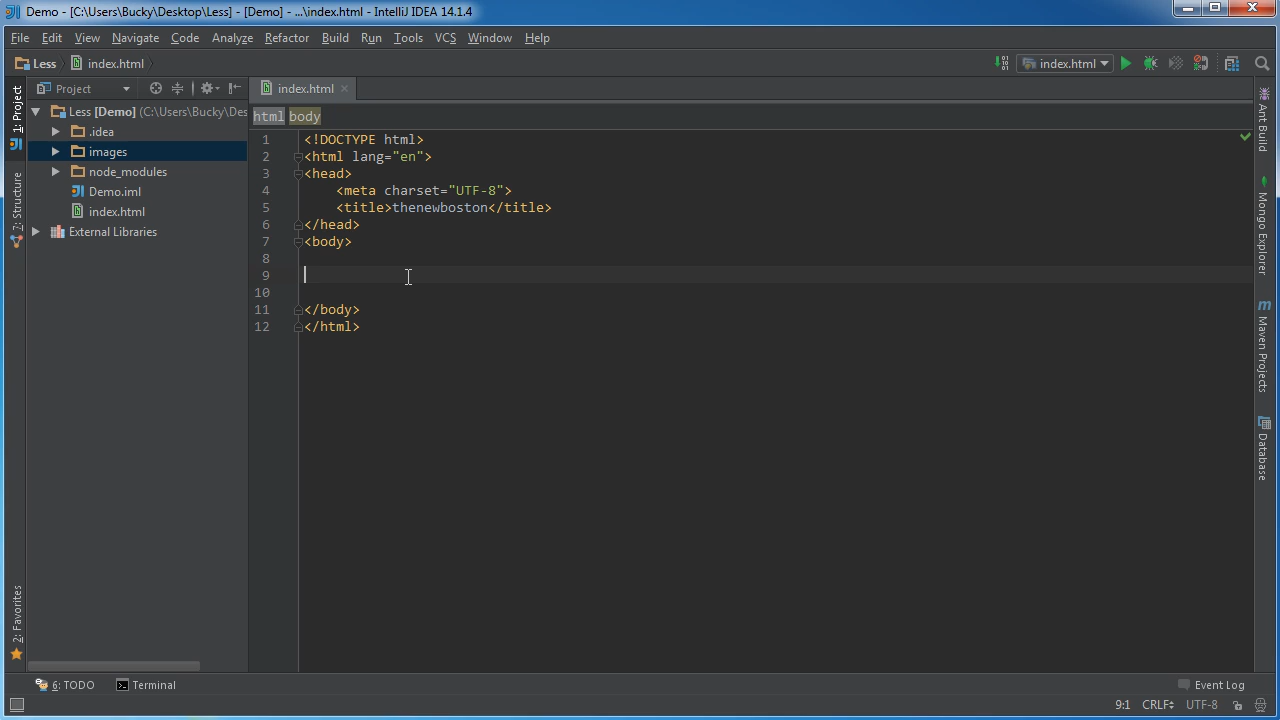 Demo - [C:\Users\Bucky\Desktop\Less] - [Demo] - ...\index.html - IntelliJ IDEA 14.1.4
File Edit View Navigate Code Analyze Refactor Build Run Tools VCS Window Help
Less index.html
index.html
1: Project
Project
index.html
html body
Less [Demo] (C:\Users\Bucky\Des
.idea
images
node_modules
Demo.iml
index.html
External Libraries
7: Structure
2: Favorites
1 <!DOCTYPE html>
2 <html lang="en">
3 <head>
4 <meta charset="UTF-8">
5 <title>thenewboston</title>
6 </head>
7 <body>
8
9
10
11 </body>
12 </html>
Ant Build
Mongo Explorer
Maven Projects
Database
6: TODO Terminal Event Log
9:1 CRLF UTF-8